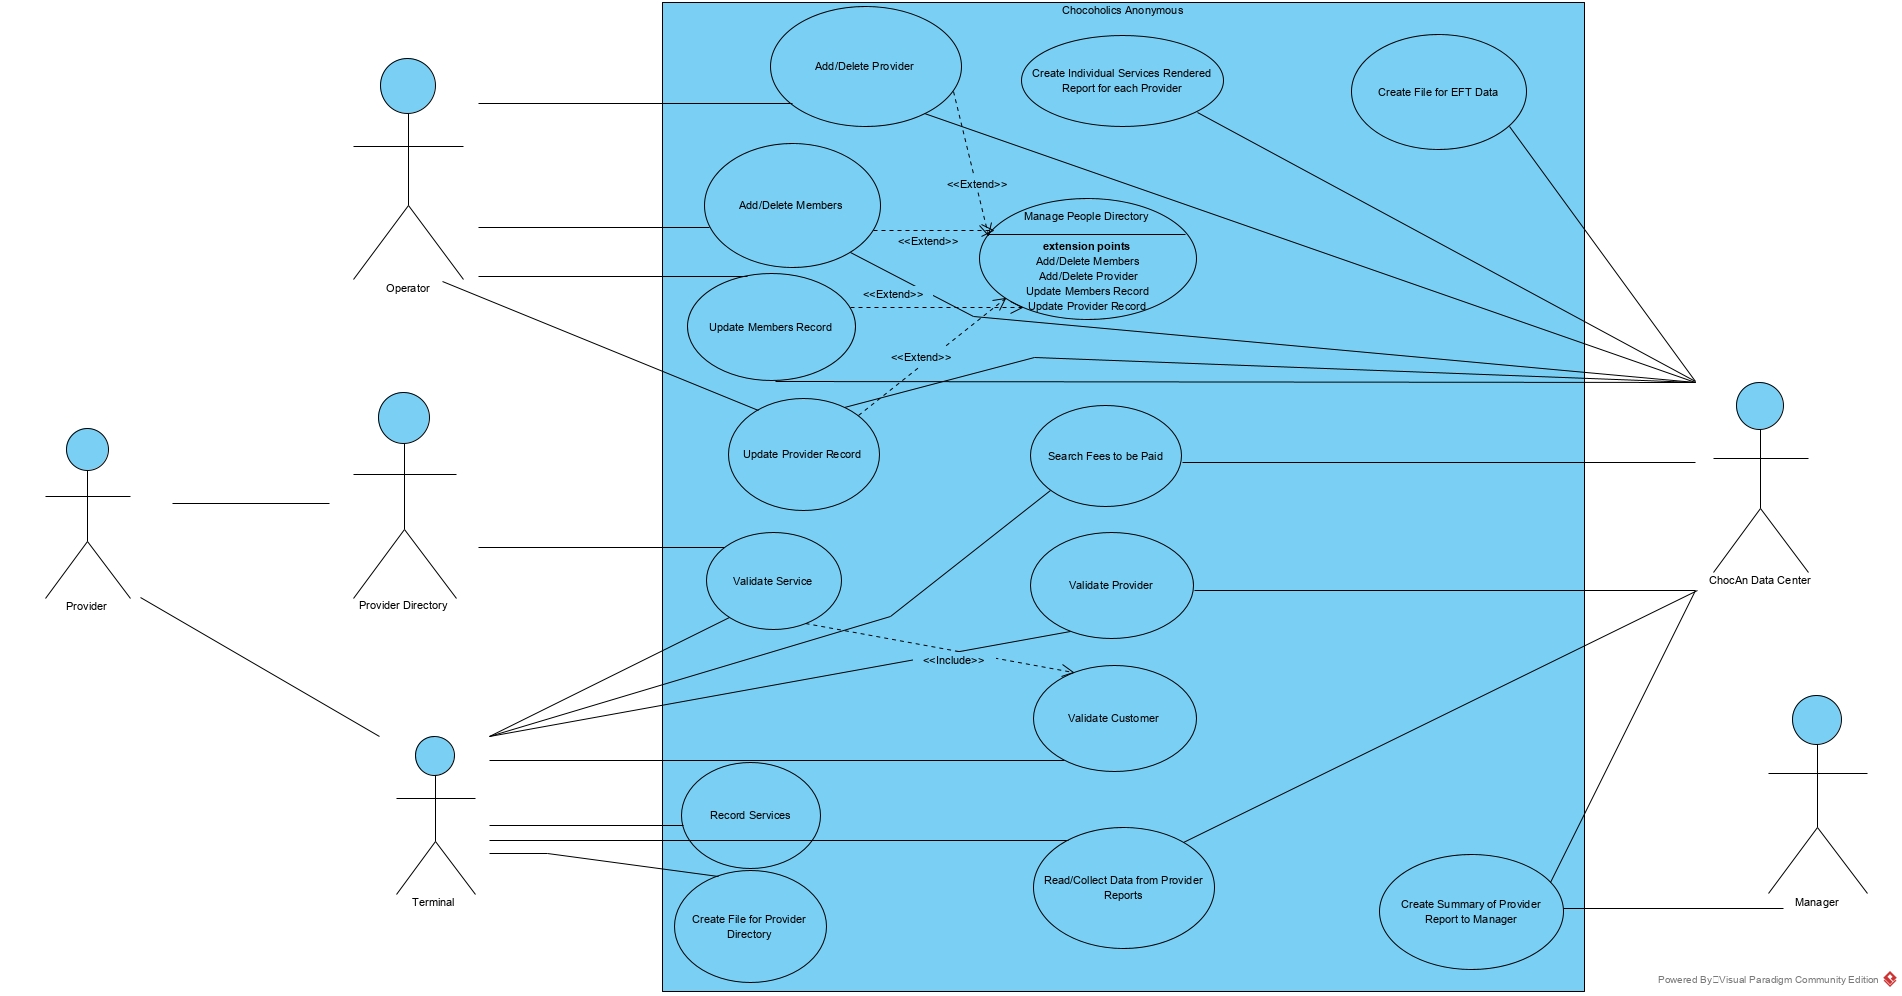 Chocoholics Anonymous
Add/Delete Provider
Create Individual Services Rendered
Report for each Provider
Create File for EFT Data
<<Extend>>
Add/Delete Members
Manage People Directory
<<Extend>>
extension points
Add/Delete Members
Add/Delete Provider
Update Members Record
Update Provider Record
Operator
<<Extend>>
Update Members Record
<<Extend>>
Update Provider Record
Search Fees to be Paid
Validate Service
Validate Provider
ChocAn Data Center
Provider
Provider Directory
<<Include>>
Validate Customer
Record Services
Read/Collect Data from Provider
Reports
Create Summary of Provider
Report to Manager
Manager
Terminal
Create File for Provider
Directory
Powered By Visual Paradigm Community Edition